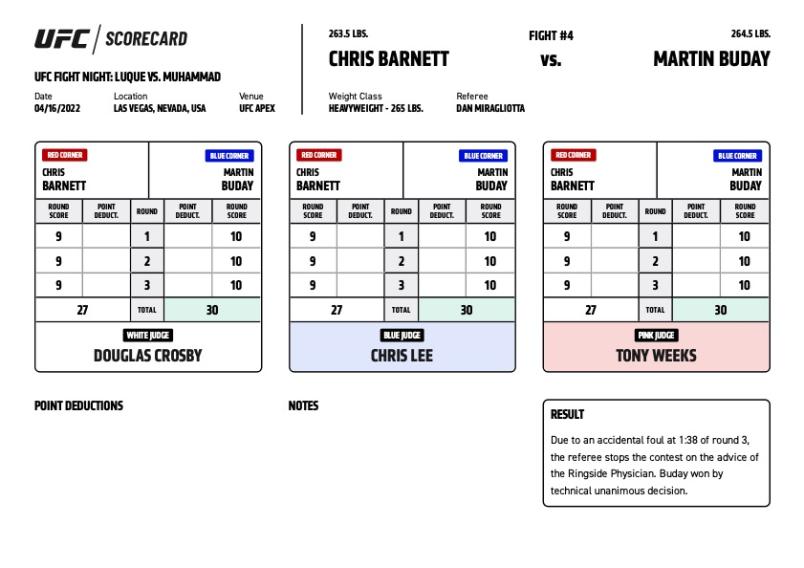 UFC / SCORECARD
UFC FIGHT NIGHT: LUQUE VS. MUHAMMAD
Date Location Venue
04/16/2022 LAS VEGAS, NEVADA, USA UFC APEX
263.5 LBS. FIGHT #4 264.5 LBS.
CHRIS BARNETT VS. MARTIN BUDAY
Weight Class Referee
HEAVYWEIGHT - 265 LBS. DAN MIRAGLIOTTA
RED CORNER BLUE CORNER
CHRIS MARTIN
BARNETT BUDAY
ROUND POINT ROUND POINT ROUND
SCORE DEDUCT. DEDUCT. SCORE
9 1 10
9 2 10
9 3 10
27 TOTAL 30
WHITE JUDGE
DOUGLAS CROSBY
RED CORNER BLUE CORNER
CHRIS MARTIN
BARNETT BUDAY
ROUND POINT ROUND POINT ROUND
SCORE DEDUCT. DEDUCT. SCORE
9 1 10
9 2 10
9 3 10
27 TOTAL 30
BLUE JUDGE
CHRIS LEE
RED CORNER BLUE CORNER
CHRIS MARTIN
BARNETT BUDAY
ROUND POINT ROUND POINT ROUND
SCORE DEDUCT. DEDUCT. SCORE
9 1 10
9 2 10
9 3 10
27 TOTAL 30
PINK JUDGE
TONY WEEKS
POINT DEDUCTIONS
NOTES
RESULT
Due to an accidental foul at 1:38 of round 3,
the referee stops the contest on the advice of
the Ringside Physician. Buday won by
technical unanimous decision.